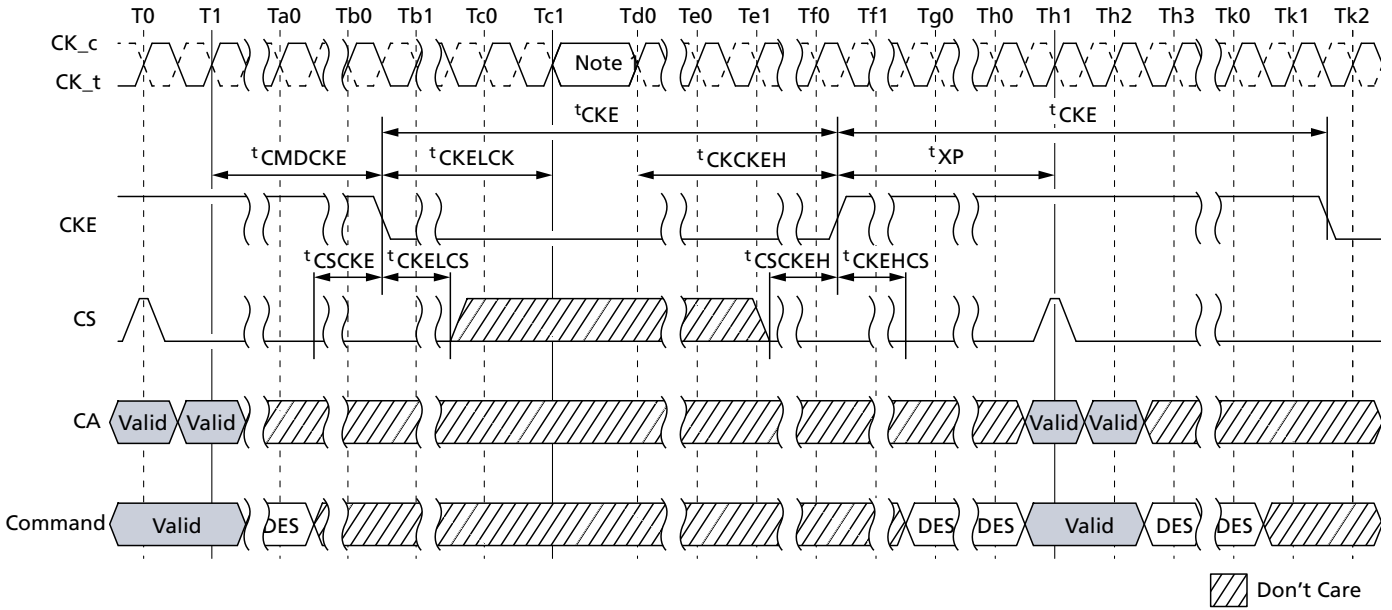 T0 T1 Ta0 Tb0 Tb1 Tc0 Tc1 Td0 Te0 Te1 Tf0 Tf1 Tg0 Th0 Th1 Th2 Th3 Tk0 Tk1 Tk2
CK_c
CK_t
Note 1
tCKE tCKE
tCMDCKE tCKELCK tCKCKEH tXP
CKE
tCSCKE tCKELCS tCSCKEH tCKEHCS
CS
CA Valid Valid Valid Valid
Command Valid DES DES DES Valid DES DES
Don't Care